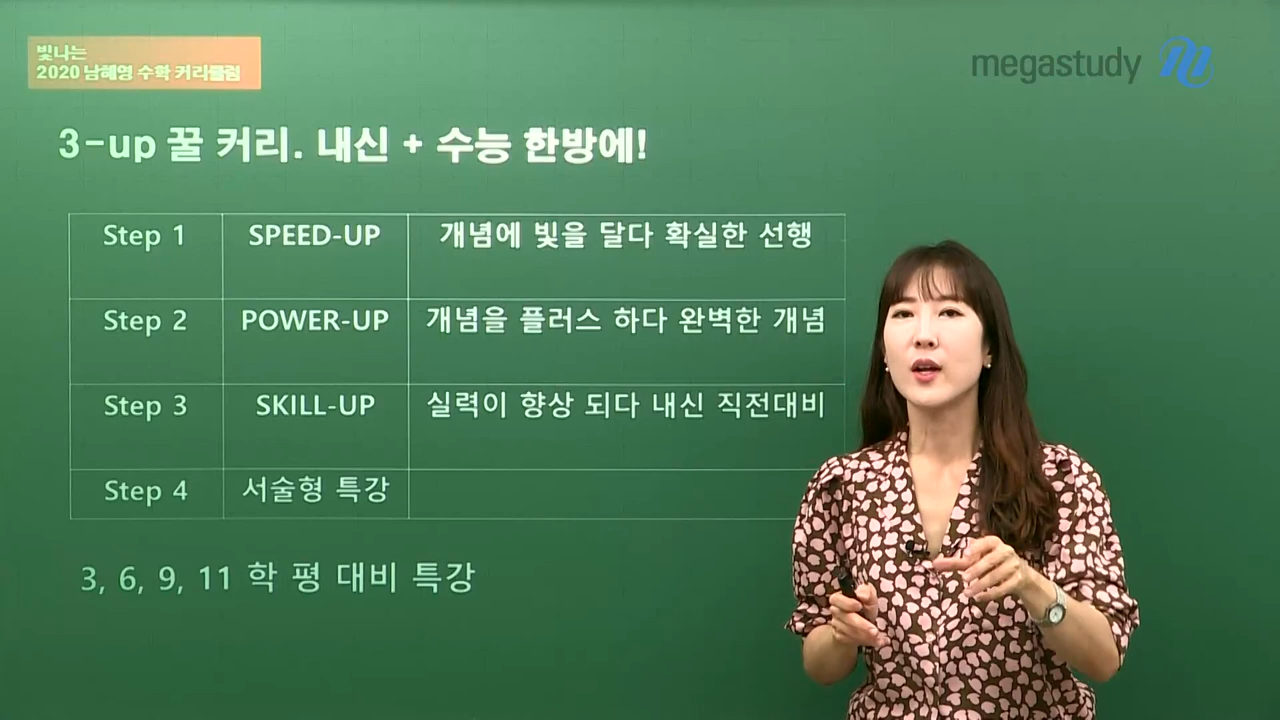 빛나는
2020 남혜영 수학 커리큘럼
megastudy
3-up 꿀 커리. 내신 + 수능 한방에!
Step 1 SPEED-UP 개념에 빛을 달다 확실한 선행
Step 2 POWER-UP 개념을 플러스 하다 완벽한 개념
Step 3 SKILL-UP 실력이 향상 되다 내신 직전대비
Step 4 서술형 특강
3, 6, 9, 11 학 평 대비 특강